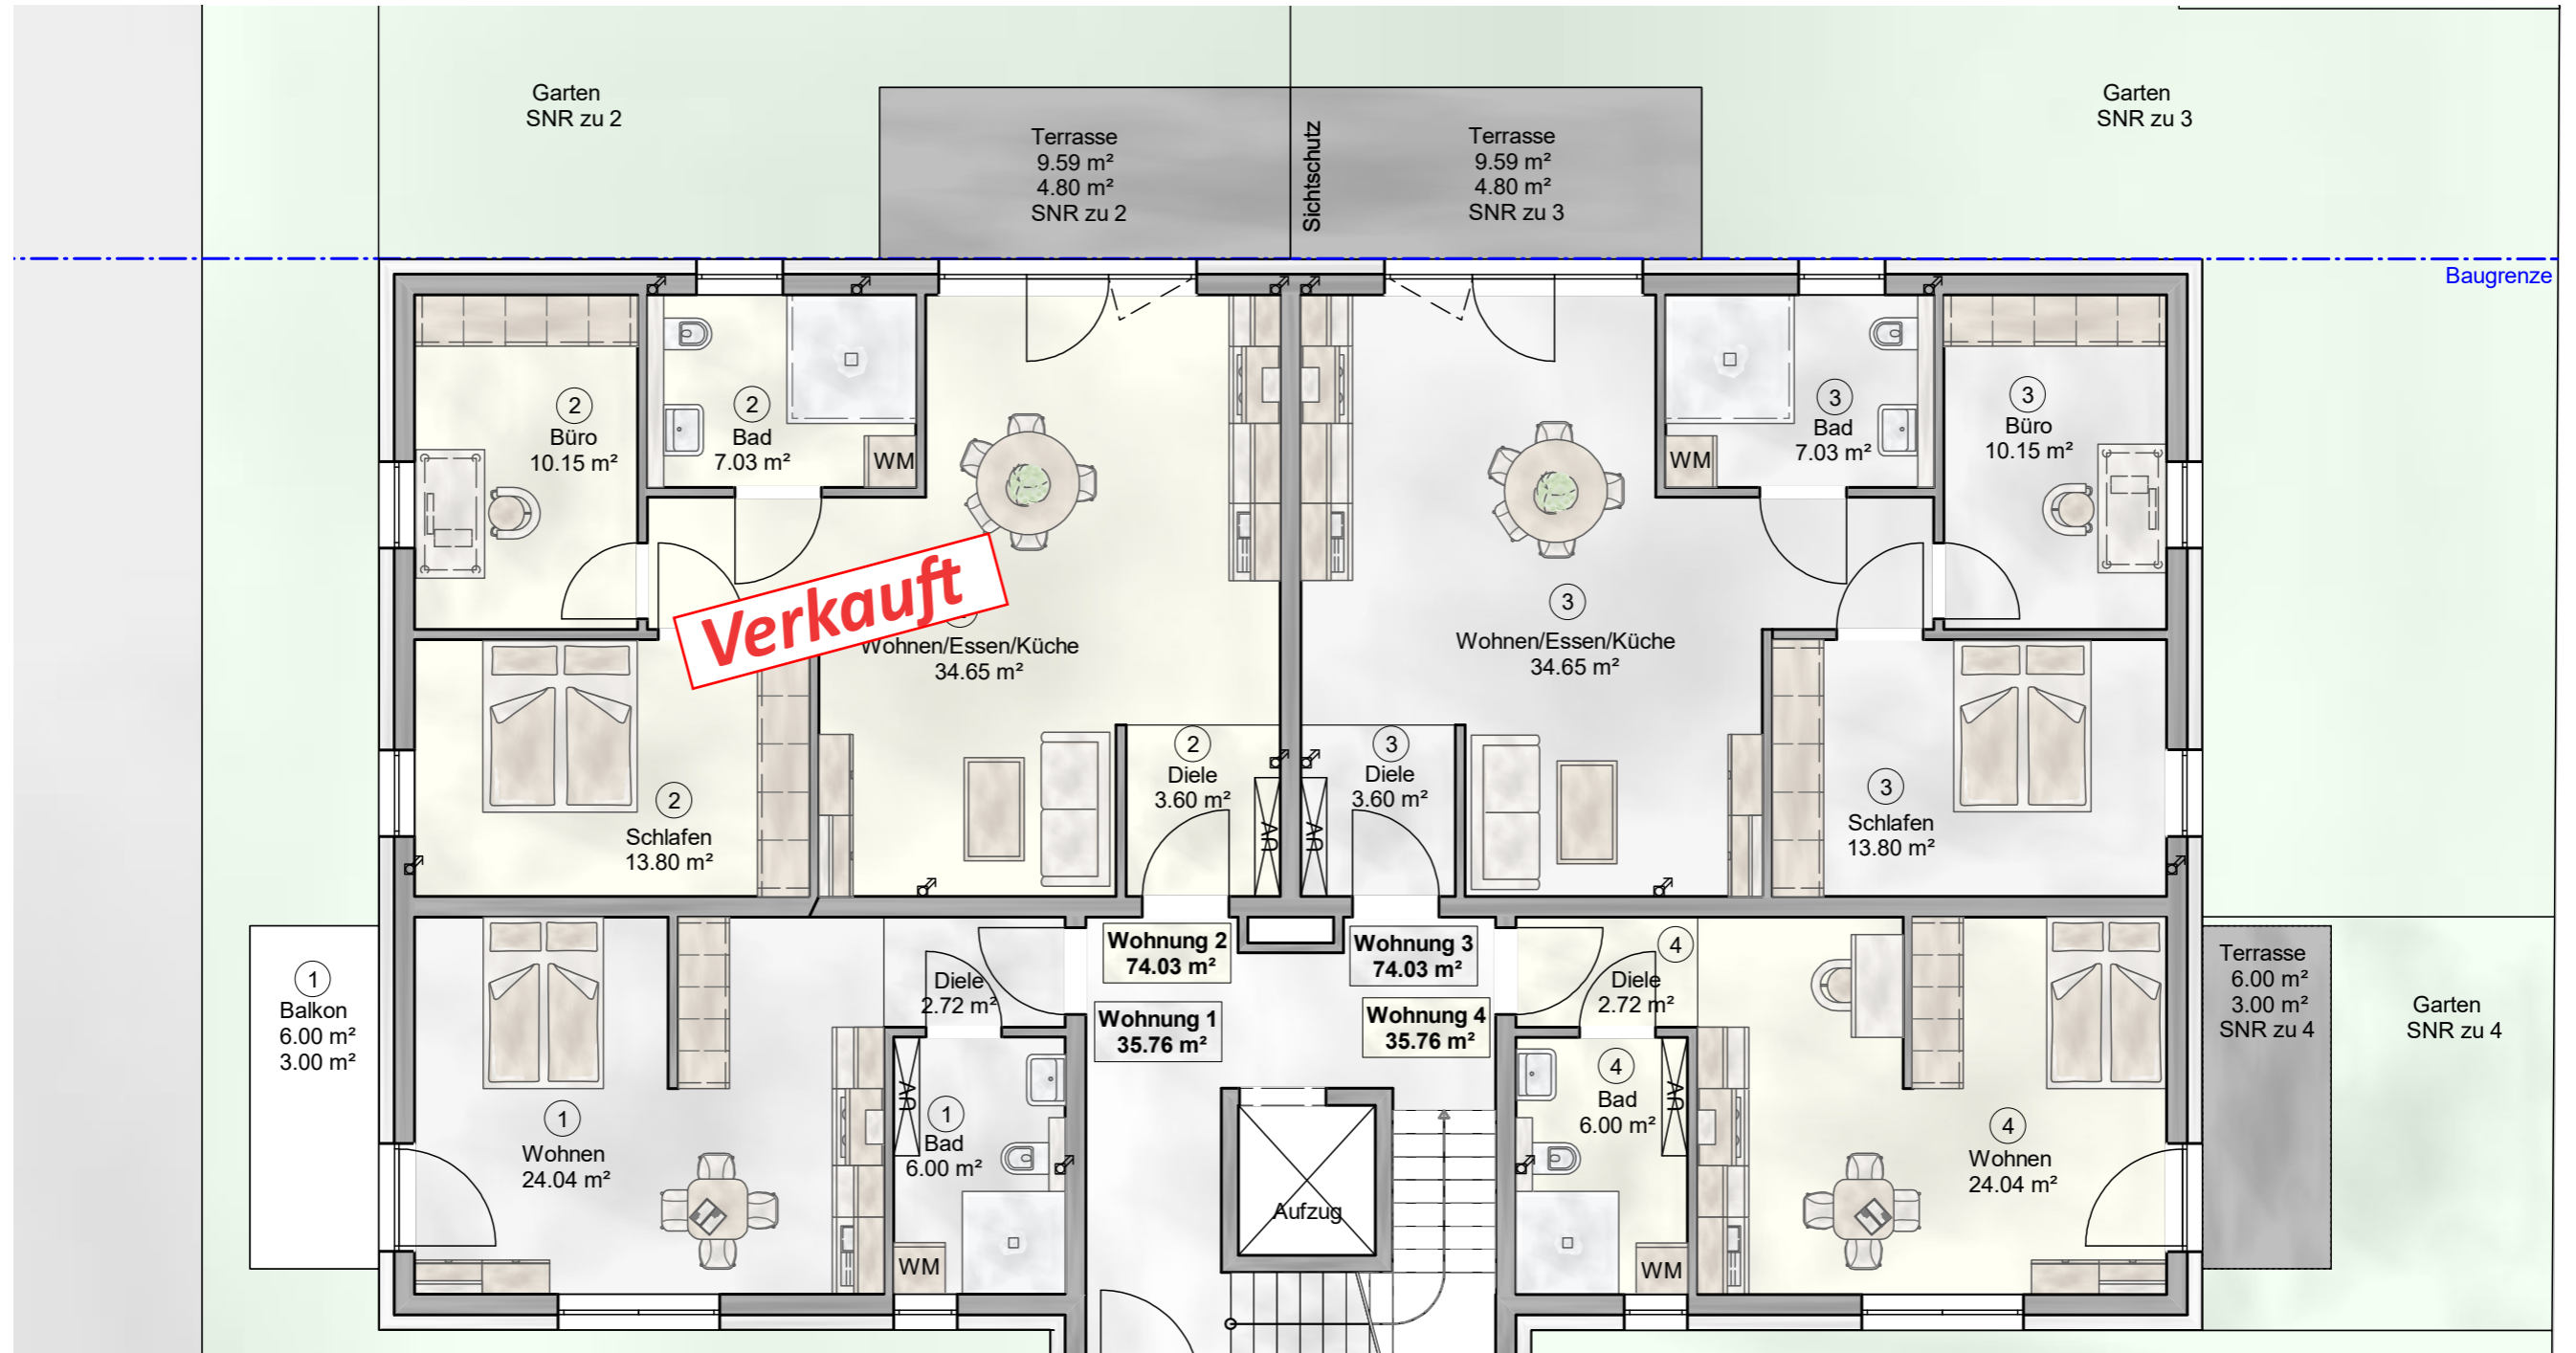 Garten
SNR zu 2
Terrasse
9.59 m²
4.80 m²
SNR zu 2
Sichtschutz
Terrasse
9.59 m²
4.80 m²
SNR zu 3
Garten
SNR zu 3
Baugrenze
2
Büro
10.15 m²
2
Bad
7.03 m²
WM
3
Bad
7.03 m²
WM
3
Büro
10.15 m²
Verkauft
Wohnen/Essen/Küche
34.65 m²
3
Wohnen/Essen/Küche
34.65 m²
2
Schlafen
13.80 m²
2
Diele
3.60 m²
3
Diele
3.60 m²
3
Schlafen
13.80 m²
1
Balkon
6.00 m²
3.00 m²
Diele
2.72 m²
Wohnung 2
74.03 m²
Wohnung 3
74.03 m²
Wohnung 1
35.76 m²
Wohnung 4
35.76 m²
4
Diele
2.72 m²
Terrasse
6.00 m²
3.00 m²
SNR zu 4
Garten
SNR zu 4
1
Wohnen
24.04 m²
1
Bad
6.00 m²
WM
Aufzug
4
Bad
6.00 m²
WM
4
Wohnen
24.04 m²